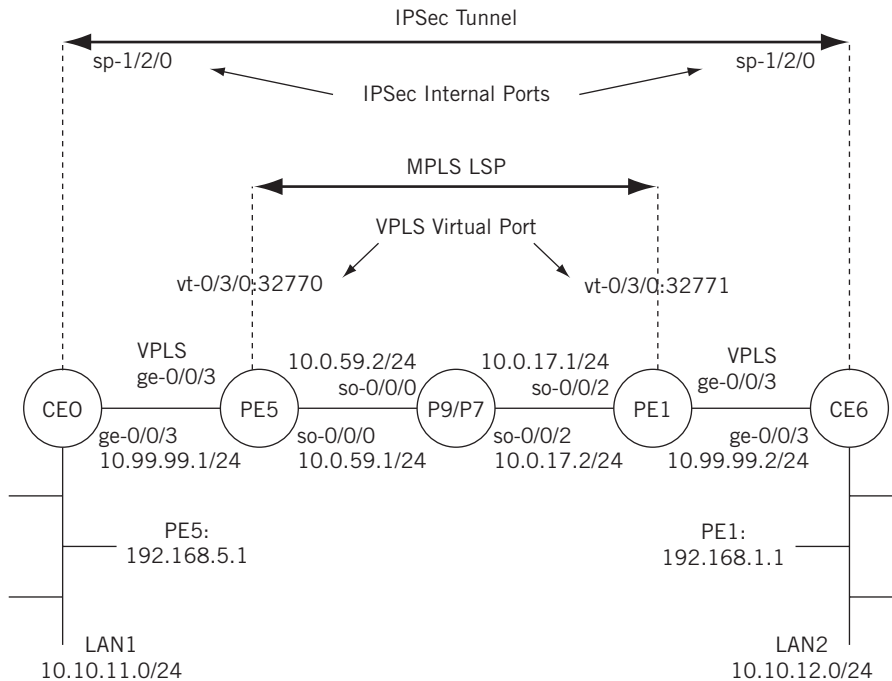 IPSec Tunnel
sp-1/2/0
sp-1/2/0
IPSec Internal Ports
MPLS LSP
VPLS Virtual Port
vt-0/3/0:32770
vt-0/3/0:32771
VPLS
ge-0/0/3
10.0.59.2/24
so-0/0/0
10.0.17.1/24
so-0/0/2
VPLS
ge-0/0/3
CE0
PE5
P9/P7
PE1
CE6
ge-0/0/3
10.99.99.1/24
so-0/0/0
10.0.59.1/24
so-0/0/2
10.0.17.2/24
ge-0/0/3
10.99.99.2/24
PE5:
192.168.5.1
PE1:
192.168.1.1
LAN1
10.10.11.0/24
LAN2
10.10.12.0/24